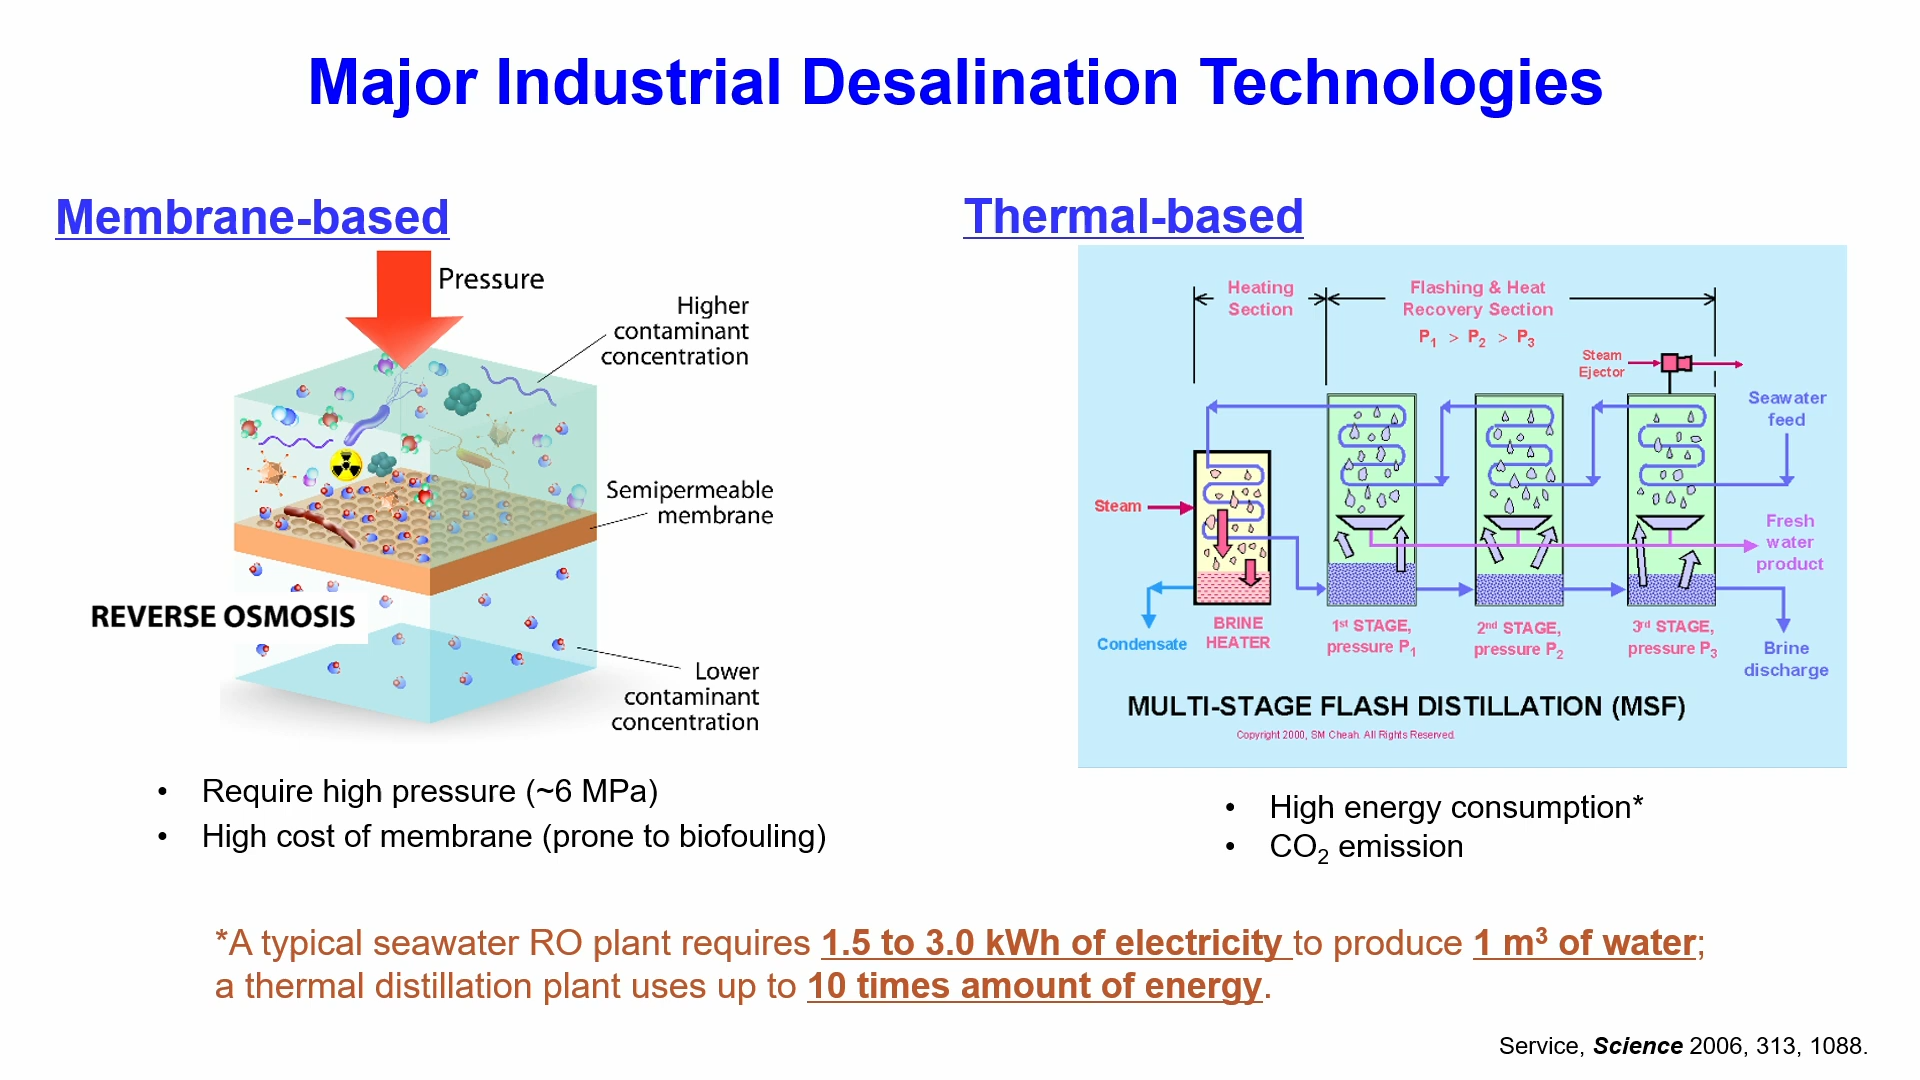 Major Industrial Desalination Technologies
Membrane-based
Pressure
Higher
contaminant
concentration
Semipermeable
membrane
REVERSE OSMOSIS
Lower
contaminant
concentration
• Require high pressure (~6 MPa)
• High cost of membrane (prone to biofouling)
Thermal-based
Heating
Section
Flashing & Heat
Recovery Section
P₁ > P₂ > P₃
Steam
Ejector
Seawater
feed
Steam
Fresh
water
product
Condensate
BRINE
HEATER
1st STAGE,
pressure P₁
2nd STAGE,
pressure P₂
3rd STAGE,
pressure P₃
Brine
discharge
MULTI-STAGE FLASH DISTILLATION (MSF)
Copyright 2000, SM Cheah. All Rights Reserved.
• High energy consumption*
• CO₂ emission
*A typical seawater RO plant requires 1.5 to 3.0 kWh of electricity to produce 1 m³ of water;
a thermal distillation plant uses up to 10 times amount of energy.
Service, Science 2006, 313, 1088.